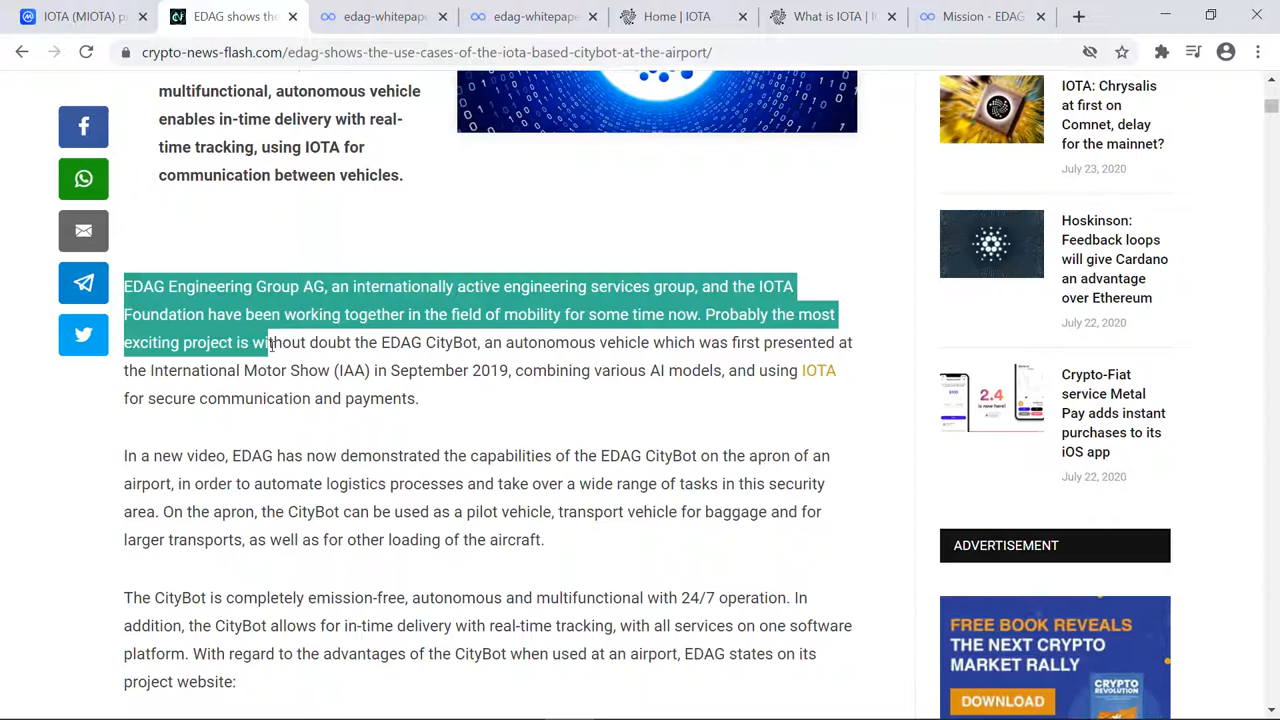 IOTA (MIOTA) p
EDAG shows the
edag-whitepape
edag-whitepape
Home | IOTA
What is IOTA |
Mission - EDAG
crypto-news-flash.com/edag-shows-the-use-cases-of-the-iota-based-citybot-at-the-airport/
multifunctional, autonomous vehicle
enables in-time delivery with real-
time tracking, using IOTA for
communication between vehicles.
EDAG Engineering Group AG, an internationally active engineering services group, and the IOTA
Foundation have been working together in the field of mobility for some time now. Probably the most
exciting project is without doubt the EDAG CityBot, an autonomous vehicle which was first presented at
the International Motor Show (IAA) in September 2019, combining various AI models, and using IOTA
for secure communication and payments.
In a new video, EDAG has now demonstrated the capabilities of the EDAG CityBot on the apron of an
airport, in order to automate logistics processes and take over a wide range of tasks in this security
area. On the apron, the CityBot can be used as a pilot vehicle, transport vehicle for baggage and for
larger transports, as well as for other loading of the aircraft.
The CityBot is completely emission-free, autonomous and multifunctional with 24/7 operation. In
addition, the CityBot allows for in-time delivery with real-time tracking, with all services on one software
platform. With regard to the advantages of the CityBot when used at an airport, EDAG states on its
project website:
IOTA: Chrysalis
at first on
Comnet, delay
for the mainnet?
July 23, 2020
Hoskinson:
Feedback loops
will give Cardano
an advantage
over Ethereum
July 22, 2020
2.4
is now here!
Crypto-Fiat
service Metal
Pay adds instant
purchases to its
iOS app
July 22, 2020
ADVERTISEMENT
FREE BOOK REVEALS
THE NEXT CRYPTO
MARKET RALLY
DOWNLOAD
CRYPTO
REVOLUTION